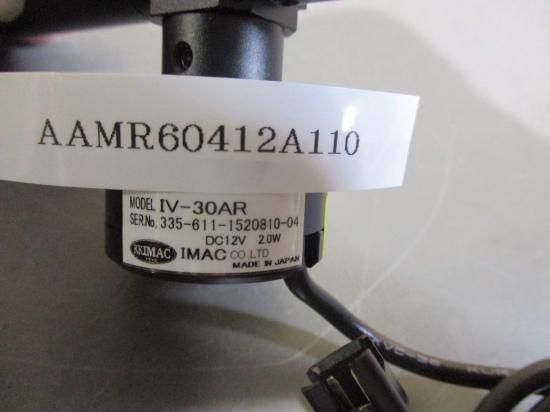 AAMR60412A110
MODEL IV-30AR
SER.No. 335-611-1520810-04
DC12V 2.0W
KKIMAC IMAC CO.,LTD
MADE IN JAPAN